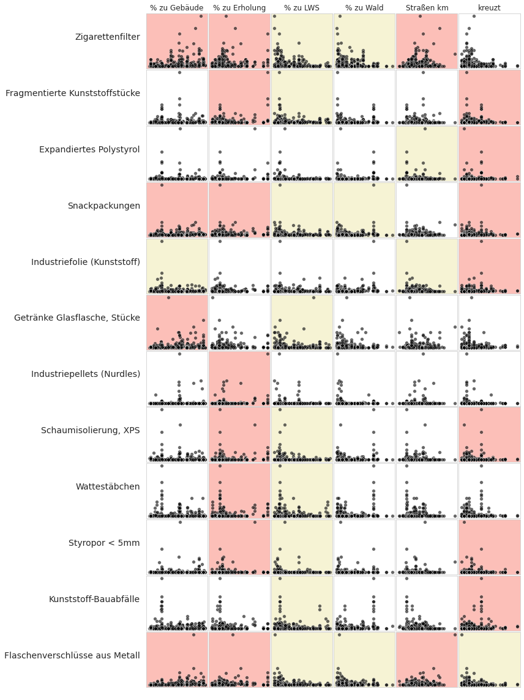 % zu Gebäude % zu Erholung % zu LWS % zu Wald Straßen km kreuzt
Zigarettenfilter
Fragmentierte Kunststoffstücke
Expandiertes Polystyrol
Snackpackungen
Industriefolie (Kunststoff)
Getränke Glasflasche, Stücke
Industriepellets (Nurdles)
Schaumisolierung, XPS
Wattestäbchen
Styropor < 5mm
Kunststoff-Bauabfälle
Flaschenverschlüsse aus Metall